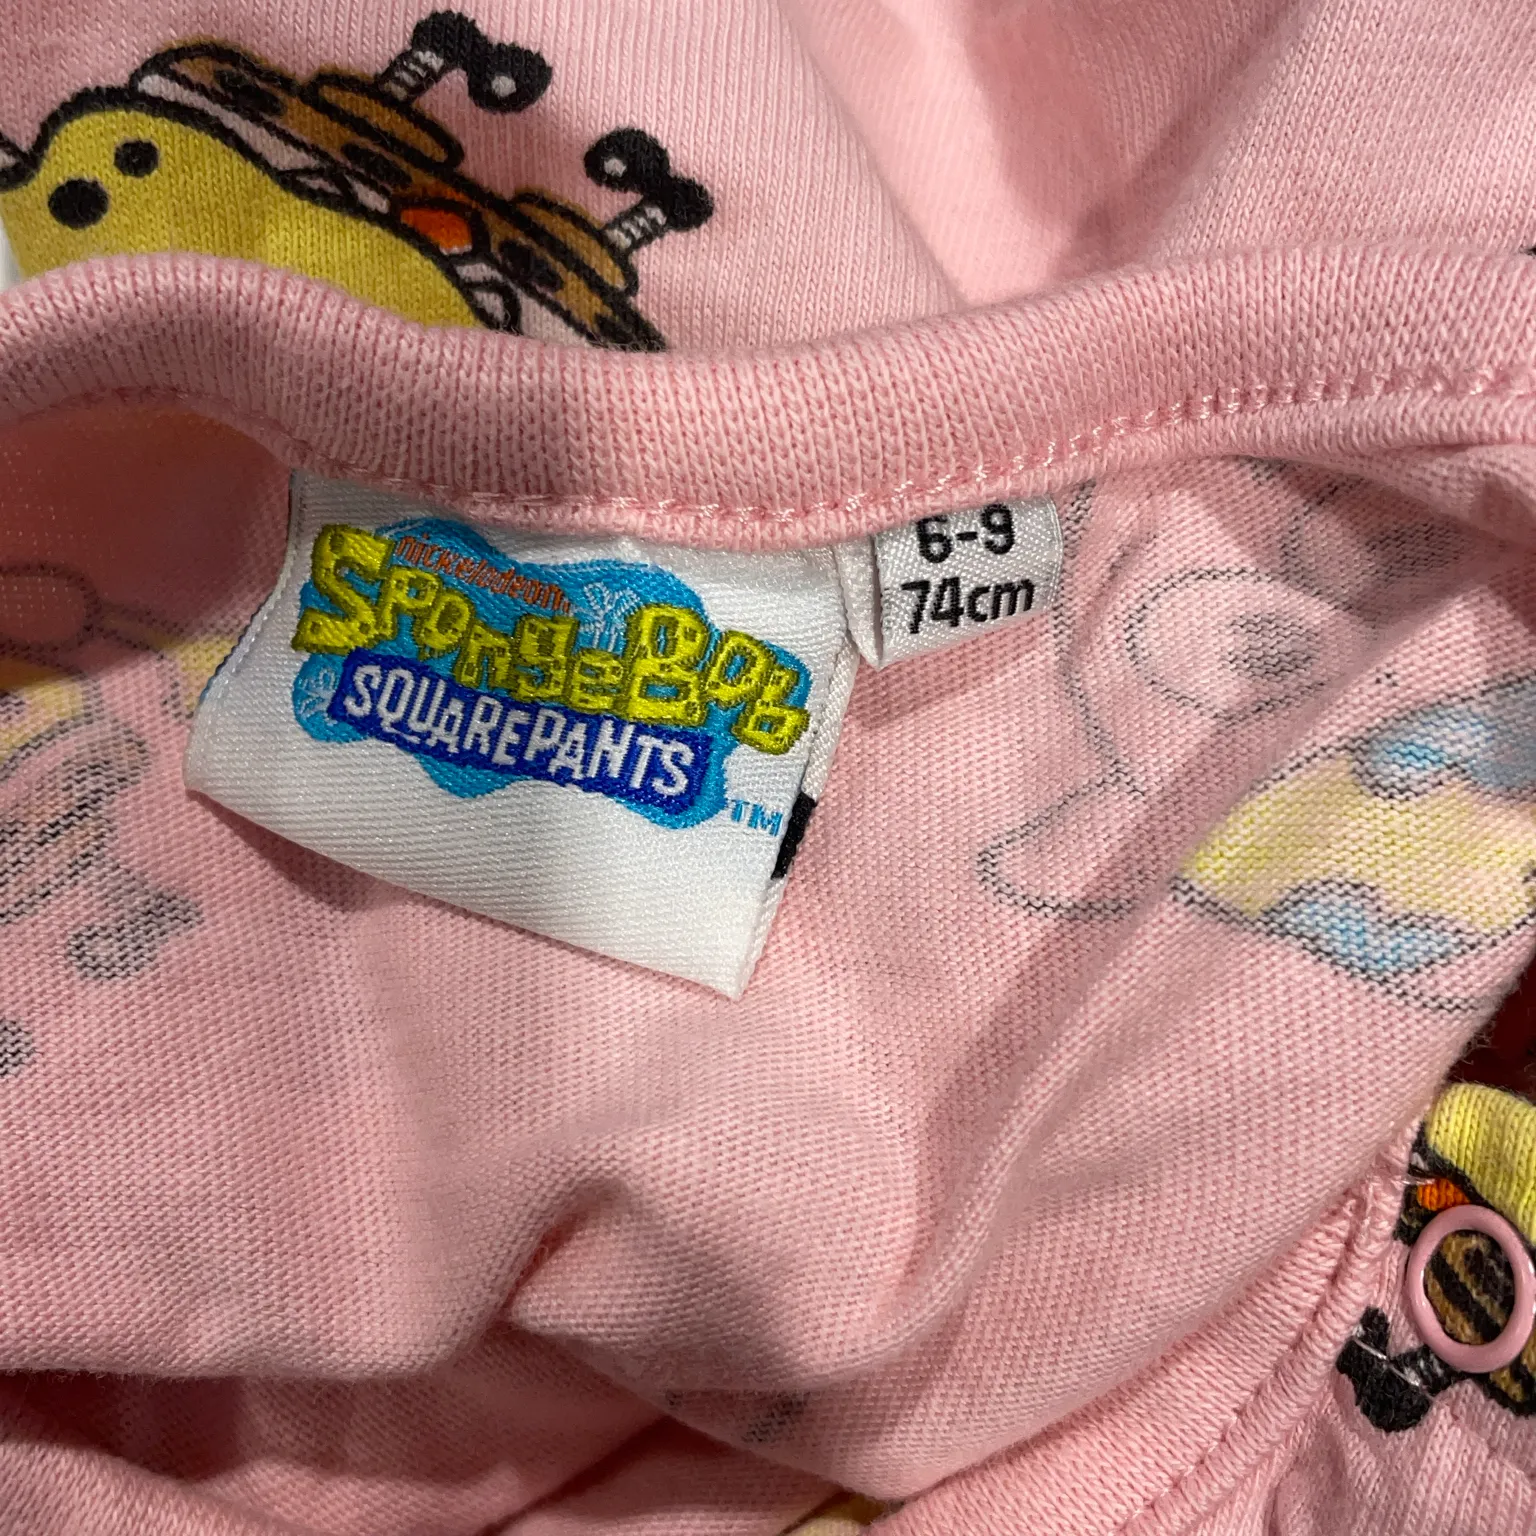 nickelodeon
SPONGEBOB
SQUAREPANTS
TM
6-9
74cm